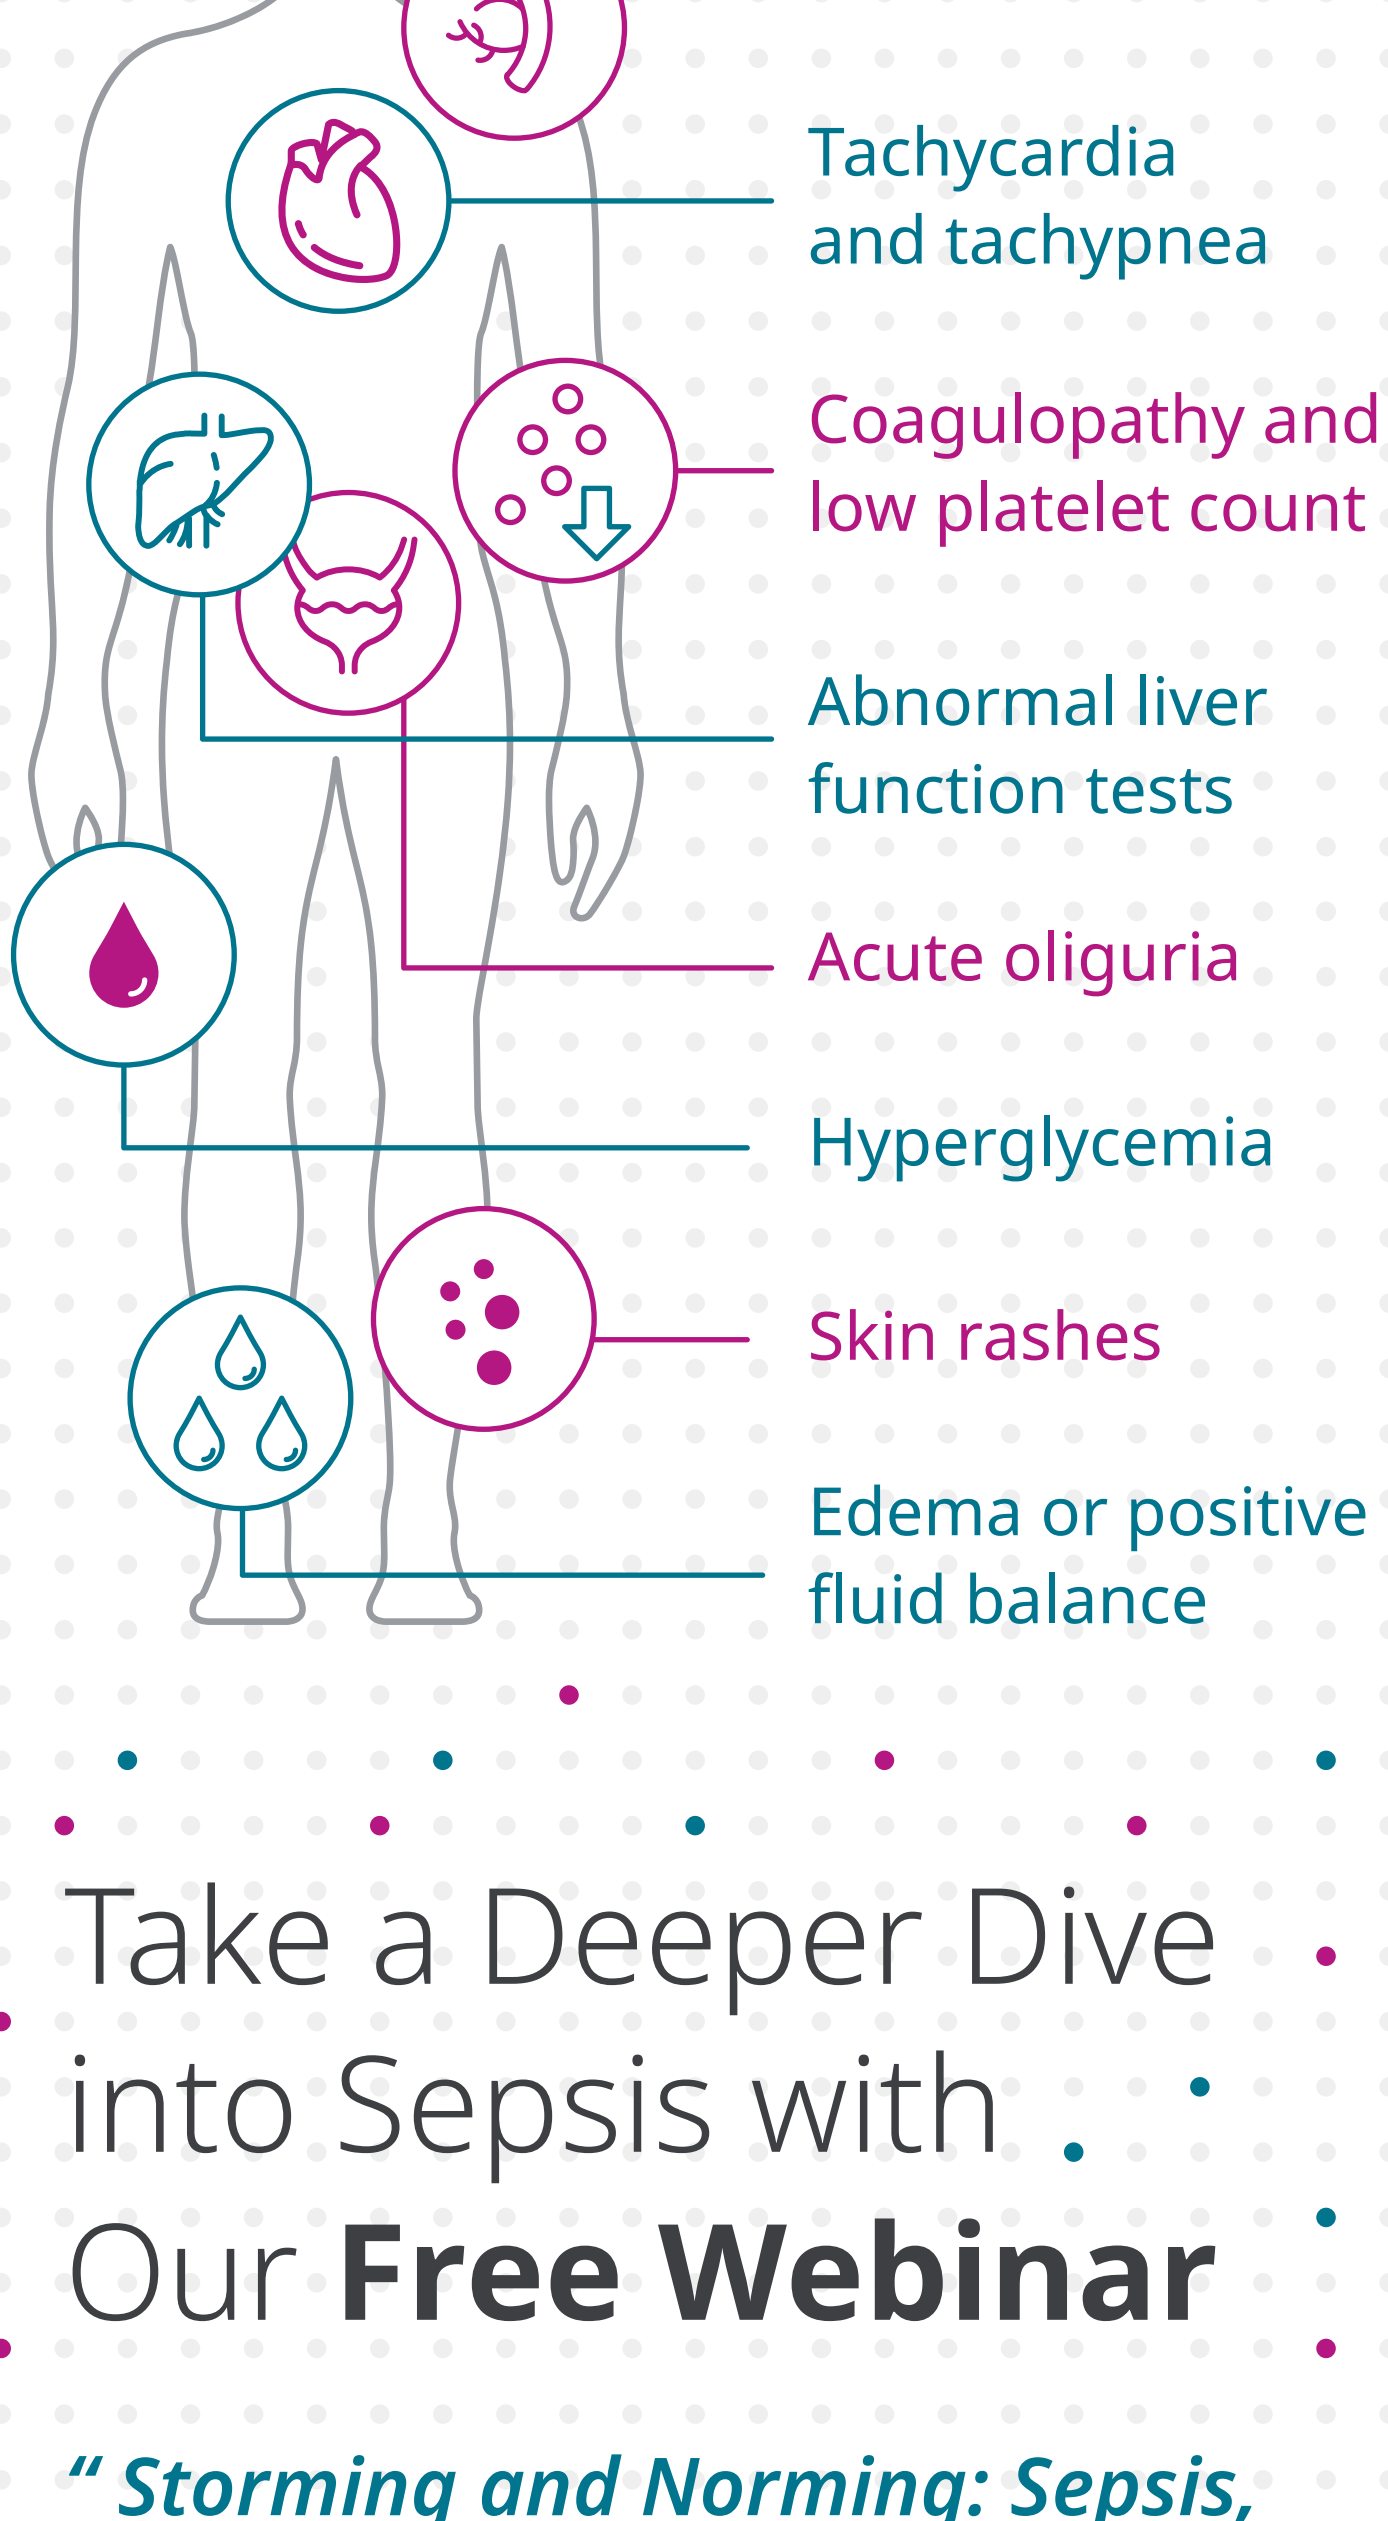 Tachycardia
and tachypnea
Coagulopathy and
low platelet count
Abnormal liver
function tests
Acute oliguria
Hyperglycemia
Skin rashes
Edema or positive
fluid balance
Take a Deeper Dive
into Sepsis with
Our Free Webinar
“ Storming and Norming: Sepsis,